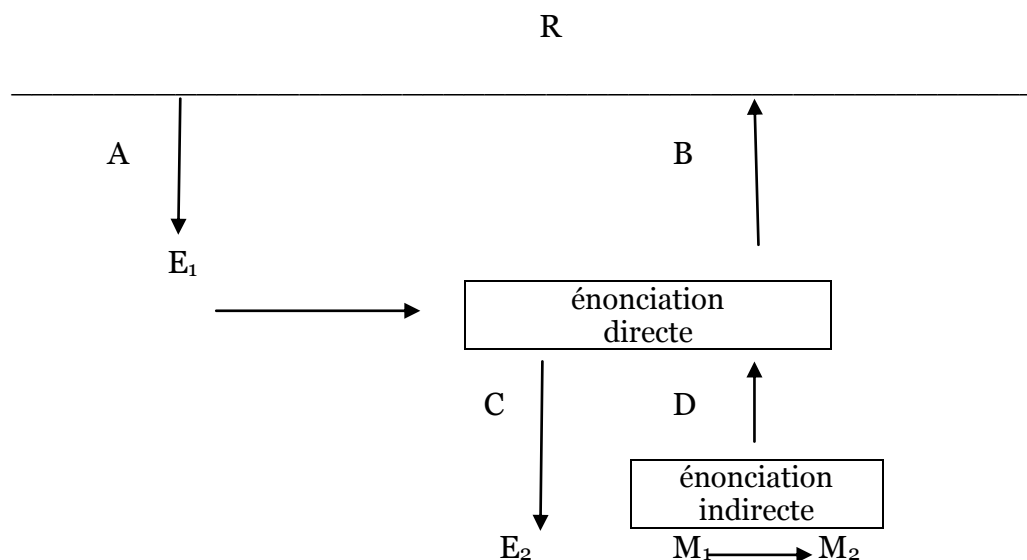 R
A
B
E₁
énonciation
directe
C
D
énonciation
indirecte
E₂
M₁
M₂